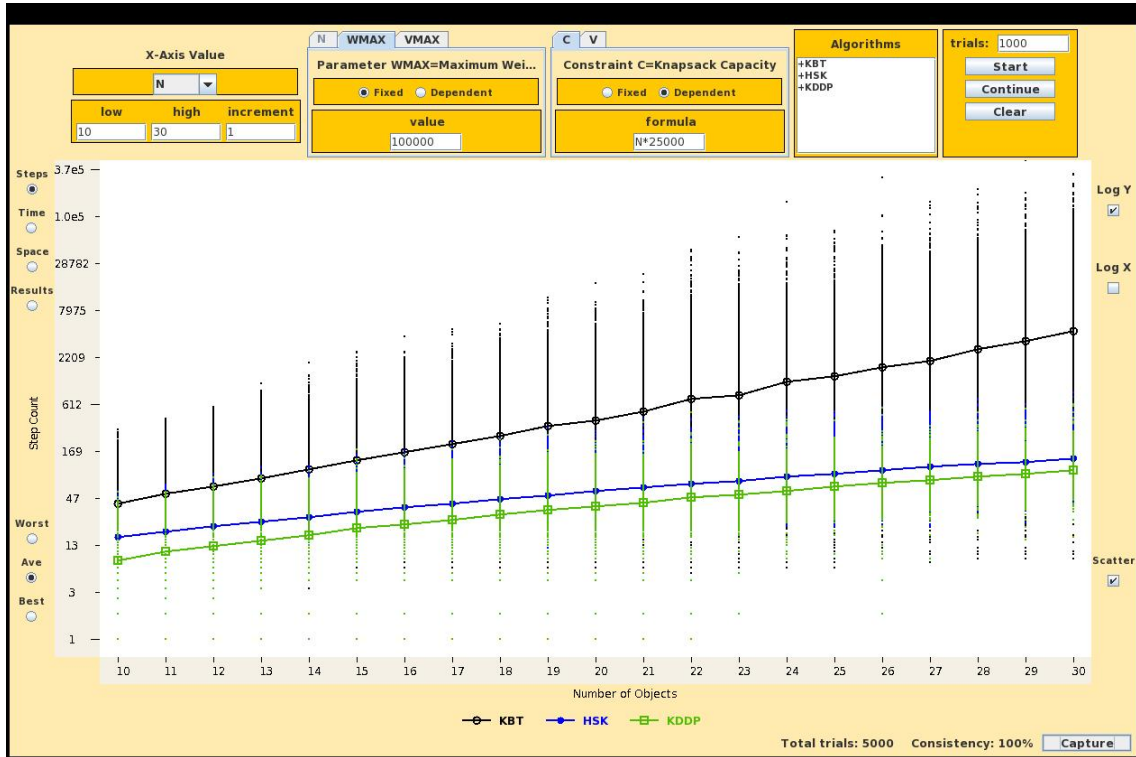 X-Axis Value
N
low high increment
10 30 1
N WMAX VMAX
Parameter WMAX=Maximum Wei...
Fixed Dependent
value
100000
C V
Constraint C=Knapsack Capacity
Fixed Dependent
formula
N*25000
Algorithms
+KBT
+HSK
+KDDP
trials: 1000
Start
Continue
Clear
Steps
Time
Space
Results
Worst
Ave
Best
Step Count
3.7e5
1.0e5
28782
7975
2209
612
169
47
13
3
1
Log Y
Log X
Scatter
10 11 12 13 14 15 16 17 18 19 20 21 22 23 24 25 26 27 28 29 30
Number of Objects
KBT HSK KDDP
Total trials: 5000 Consistency: 100% Capture